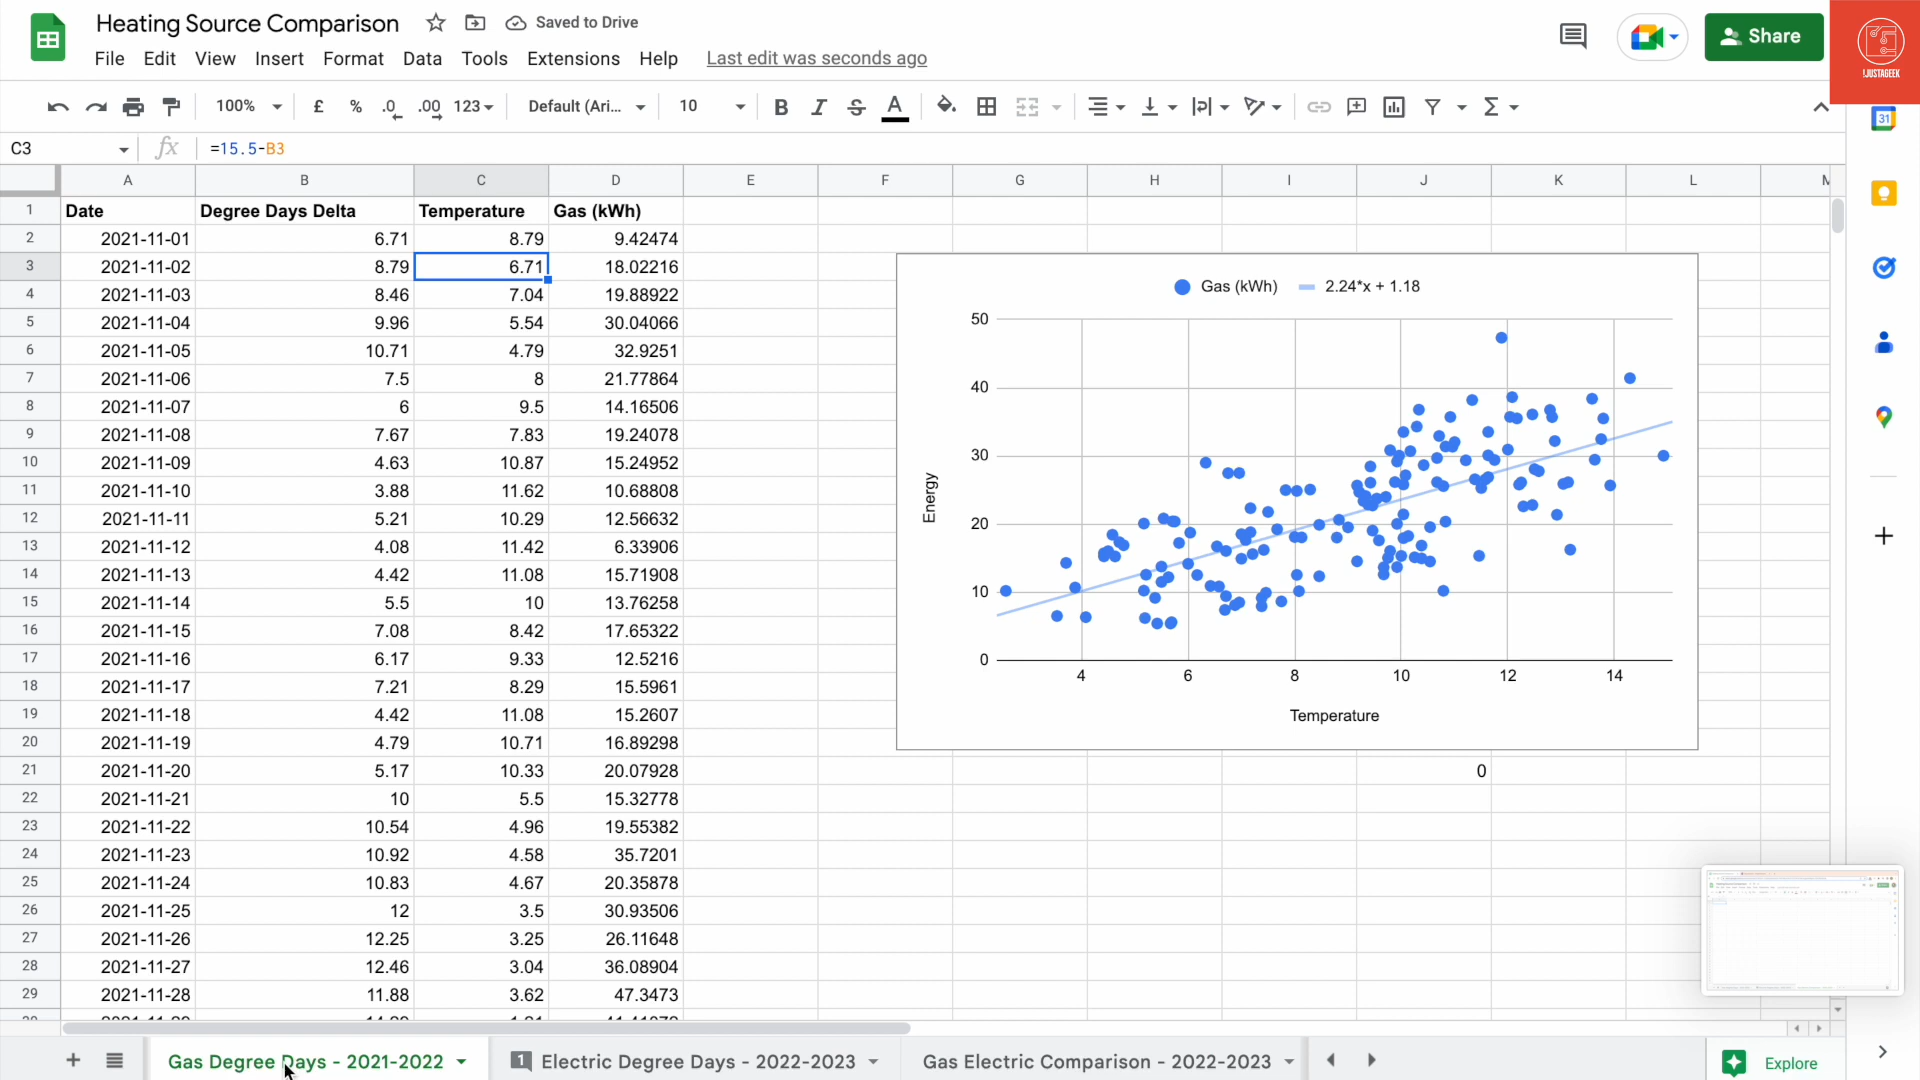 Heating Source Comparison
Saved to Drive
Share
!JUSTAGEEK
File Edit View Insert Format Data Tools Extensions Help Last edit was seconds ago
100% £ % .0 .00 123 Default (Ari... 10 B I S A Σ
31
C3 fx =15.5-B3
A B C D E F G H I J K L
1 Date Degree Days Delta Temperature Gas (kWh)
2 2021-11-01 6.71 8.79 9.42474
3 2021-11-02 8.79 6.71 18.02216
4 2021-11-03 8.46 7.04 19.88922
5 2021-11-04 9.96 5.54 30.04066
6 2021-11-05 10.71 4.79 32.9251
7 2021-11-06 7.5 8 21.77864
8 2021-11-07 6 9.5 14.16506
9 2021-11-08 7.67 7.83 19.24078
10 2021-11-09 4.63 10.87 15.24952
11 2021-11-10 3.88 11.62 10.68808
12 2021-11-11 5.21 10.29 12.56632
13 2021-11-12 4.08 11.42 6.33906
14 2021-11-13 4.42 11.08 15.71908
15 2021-11-14 5.5 10 13.76258
16 2021-11-15 7.08 8.42 17.65322
17 2021-11-16 6.17 9.33 12.5216
18 2021-11-17 7.21 8.29 15.5961
19 2021-11-18 4.42 11.08 15.2607
20 2021-11-19 4.79 10.71 16.89298
21 2021-11-20 5.17 10.33 20.07928 0
22 2021-11-21 10 5.5 15.32778
23 2021-11-22 10.54 4.96 19.55382
24 2021-11-23 10.92 4.58 35.7201
25 2021-11-24 10.83 4.67 20.35878
26 2021-11-25 12 3.5 30.93506
27 2021-11-26 12.25 3.25 26.11648
28 2021-11-27 12.46 3.04 36.08904
29 2021-11-28 11.88 3.62 47.3473
Gas (kWh) 2.24*x + 1.18
50
40
30
20
10
0
Energy
4 6 8 10 12 14
Temperature
Gas Degree Days - 2021-2022
1 Electric Degree Days - 2022-2023
Gas Electric Comparison - 2022-2023
Explore